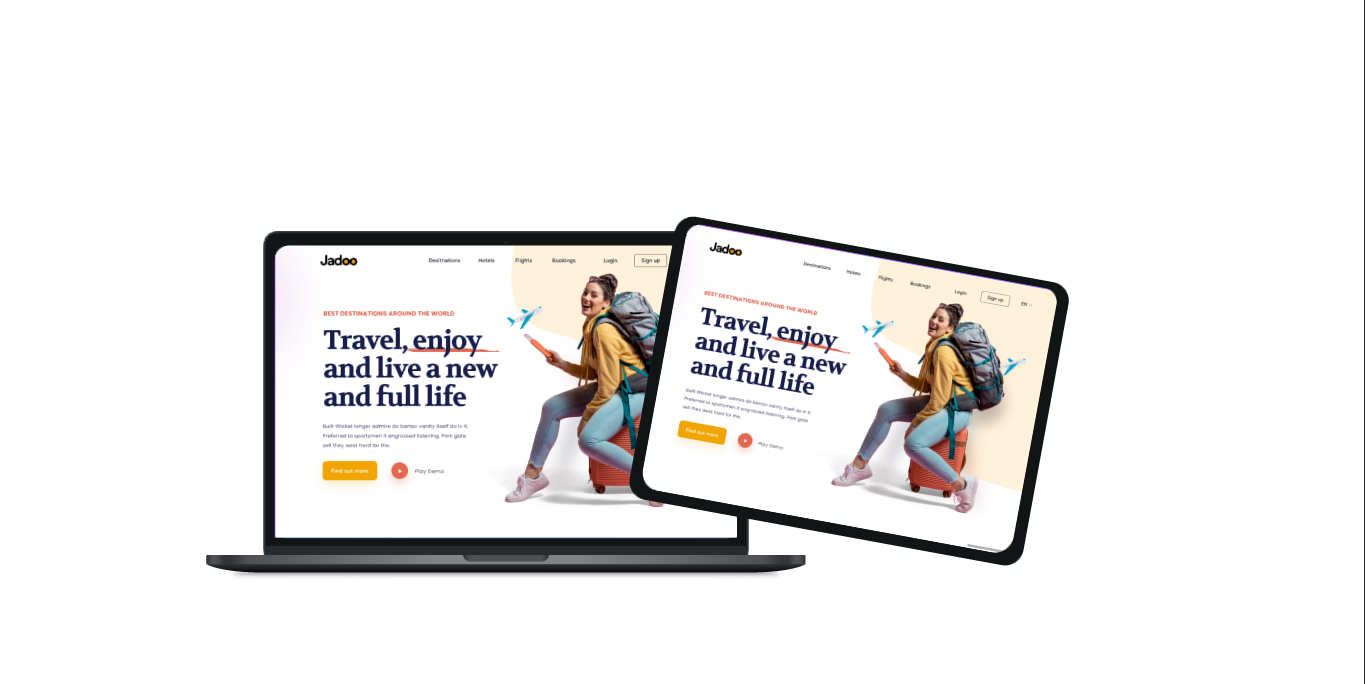 Jadoo
Desitnations Hotels Flights Bookings Login Sign up
BEST DESTINATIONS AROUND THE WORLD
Travel, enjoy
and live a new
and full life
Built Wicket longer admire do barton vanity itself do in it.
Preferred to sportsmen it engrossed listening. Park gate
sell they west hard for the.
Find out more Play Demo
Jadoo
Desitnations Hotels Flights Bookings Login Sign up EN
BEST DESTINATIONS AROUND THE WORLD
Travel, enjoy
and live a new
and full life
Built Wicket longer admire do barton vanity itself do in it.
Preferred to sportsmen it engrossed listening. Park gate
sell they west hard for the.
Find out more Play Demo